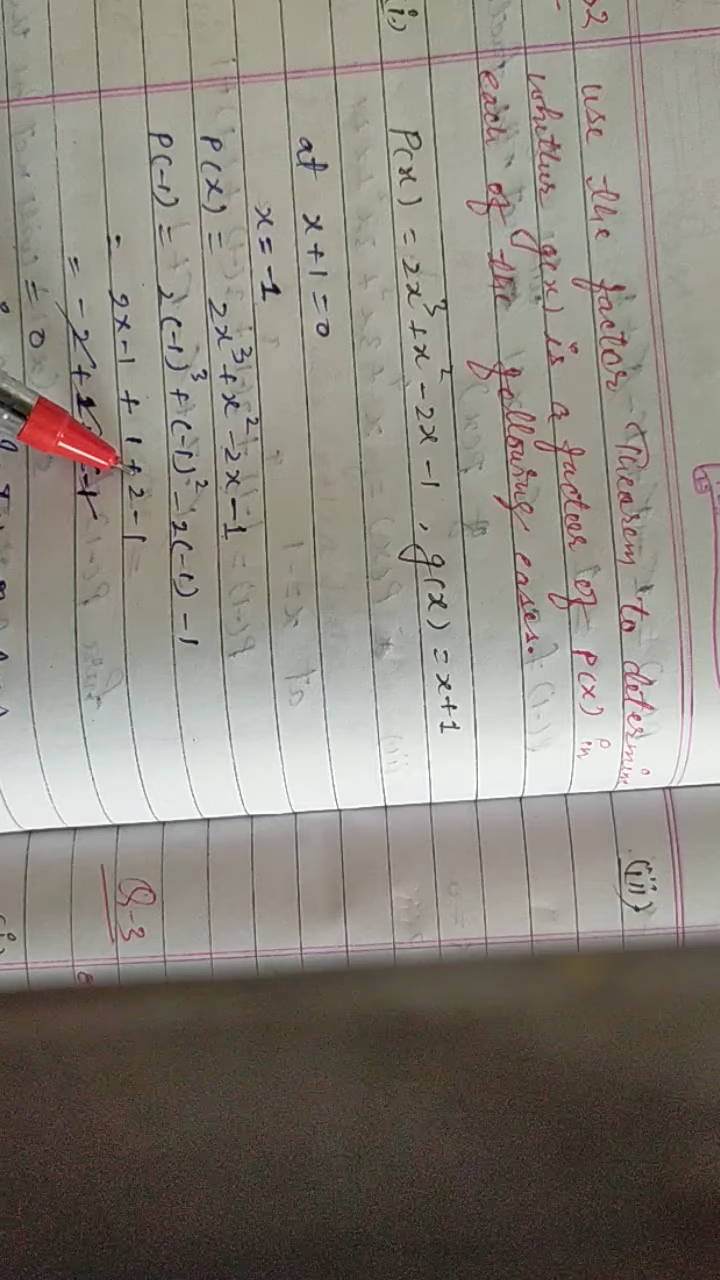 Q2 use the factor Theorem to determine
whether g(x) is a factor of p(x) in
each of the following cases.
(i) P(x) = 2x³ + x² - 2x - 1, g(x) = x+1
at x+1 = 0
x = -1
P(x) = 2x³ + x² - 2x - 1
P(-1) = 2(-1)³ + (-1)² - 2(-1) - 1
= 2x-1 + 1 + 2 - 1
= 0
(ii)
Q-3